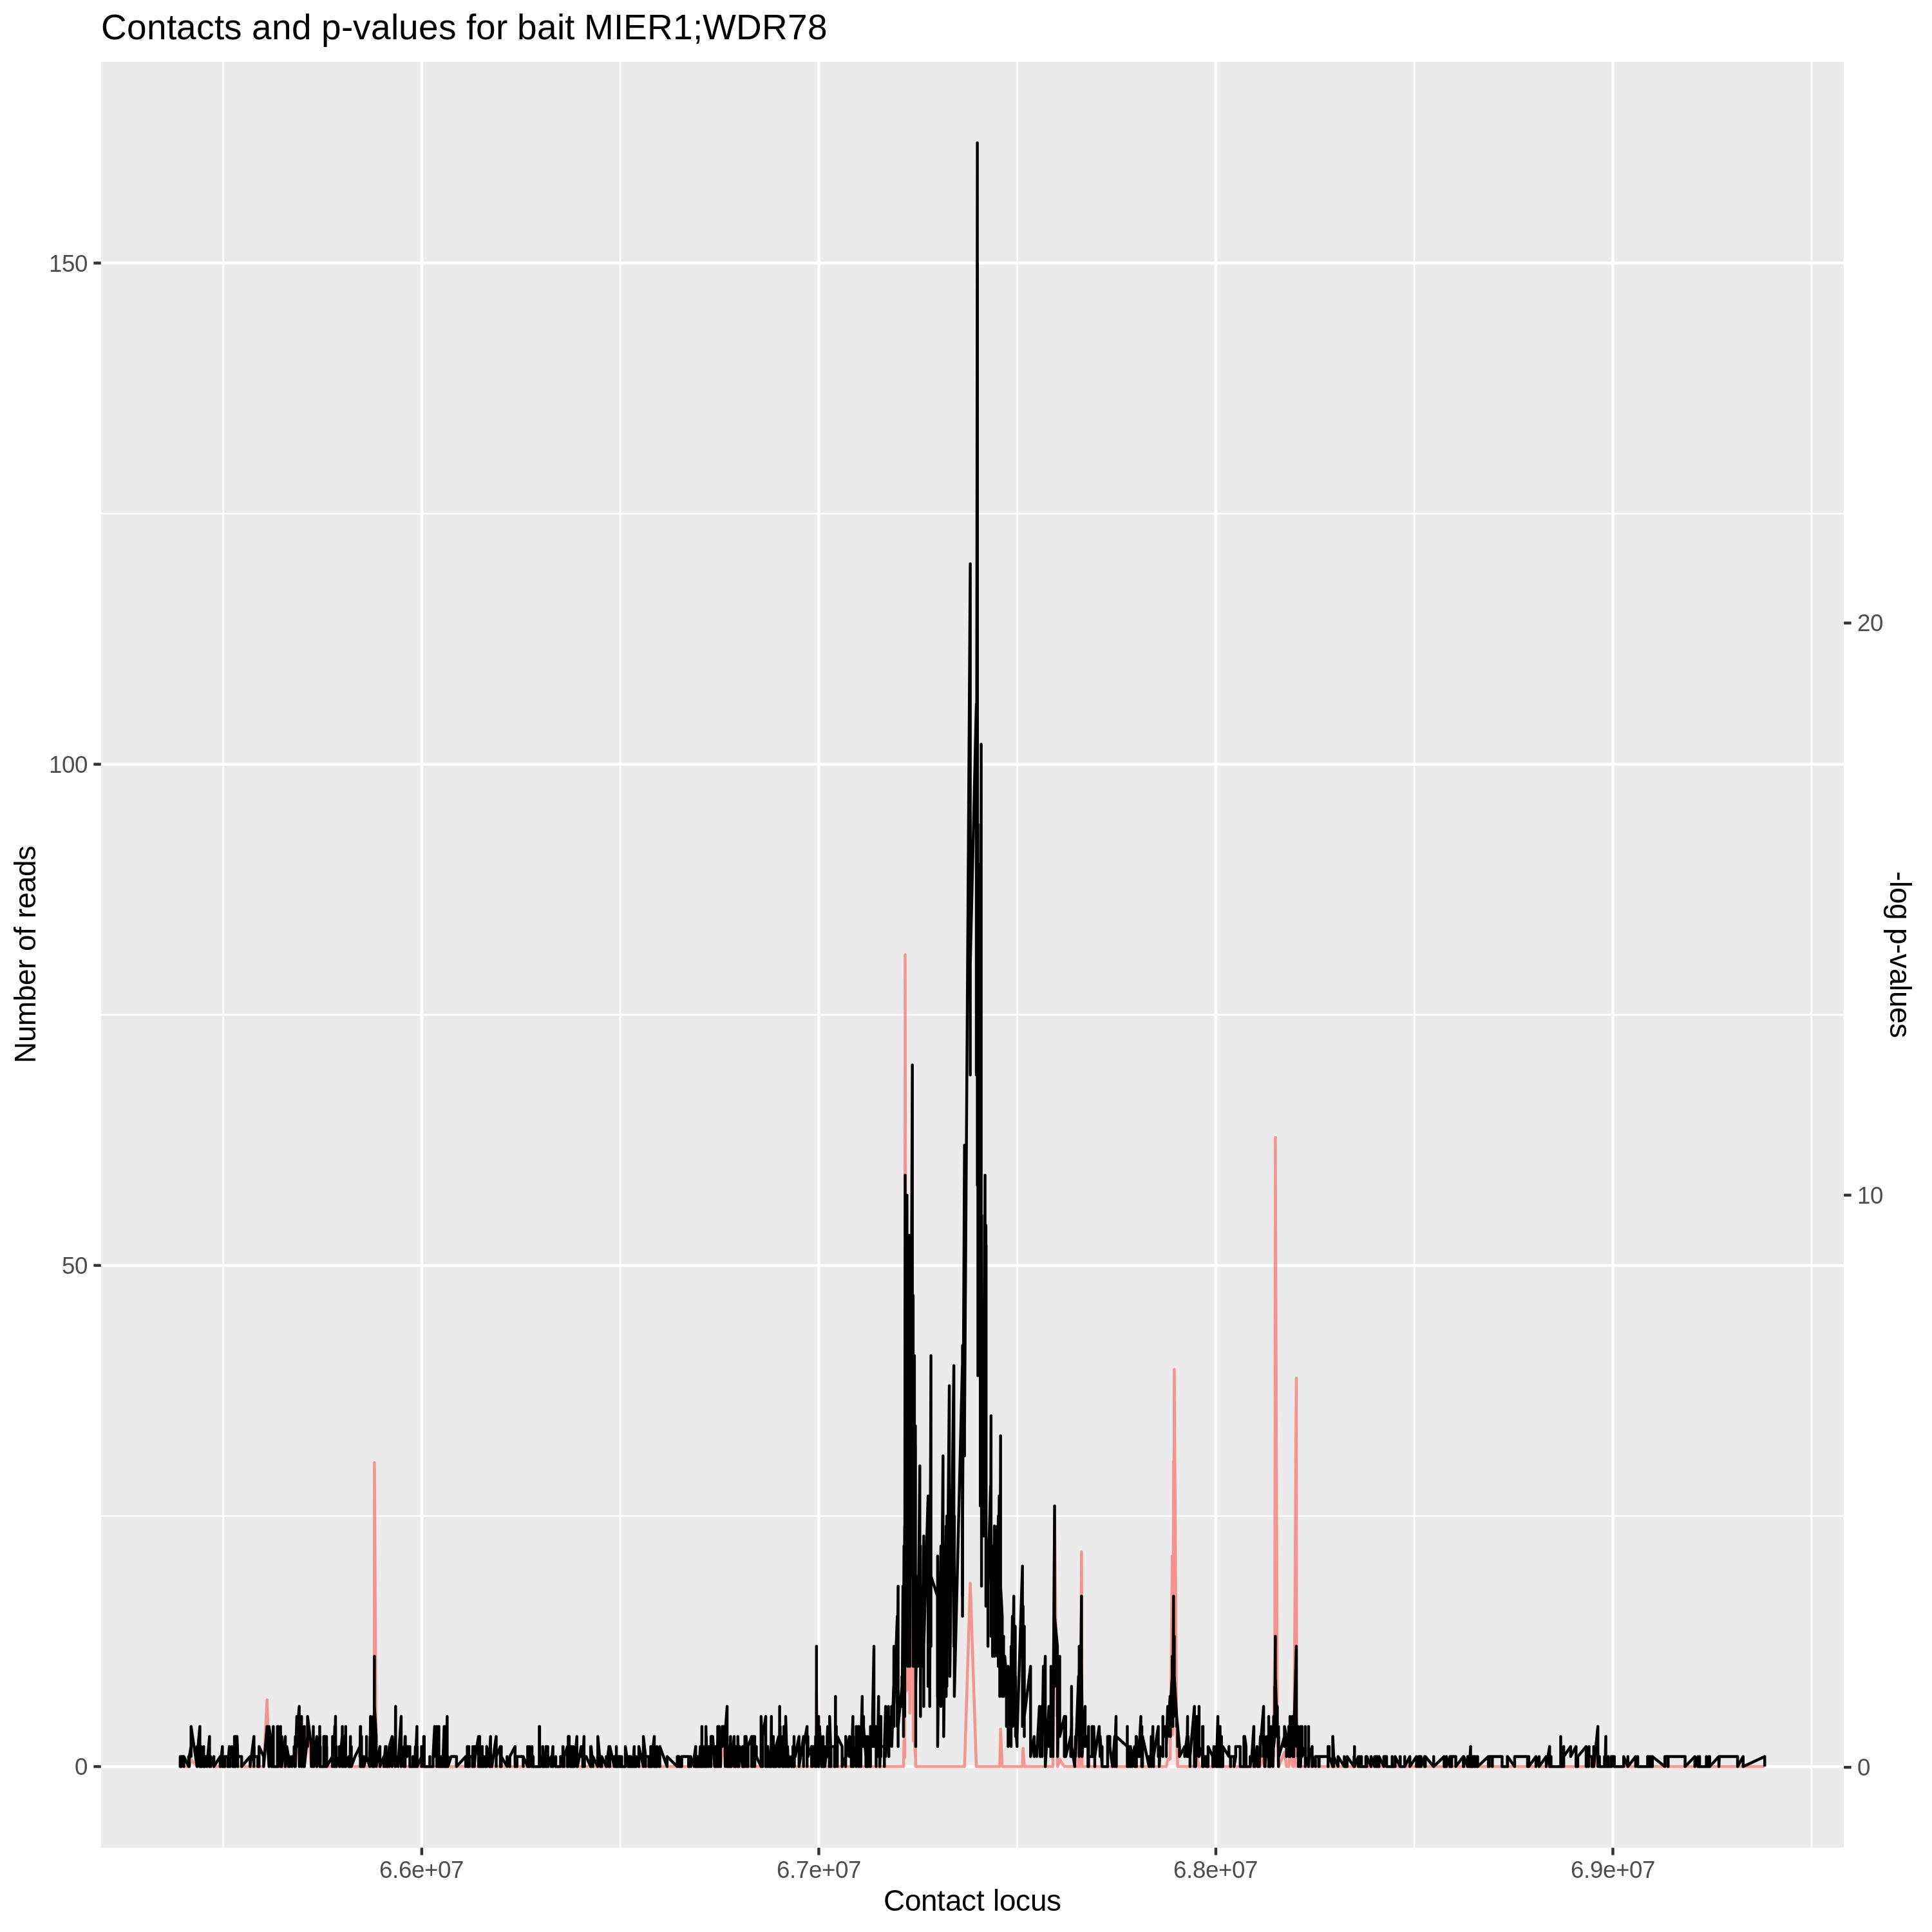 Contacts and p-values for bait MIER1;WDR78
150
100
50
0
Number of reads
20
10
0
-log p-values
6.6e+07
6.7e+07
6.8e+07
6.9e+07
Contact locus